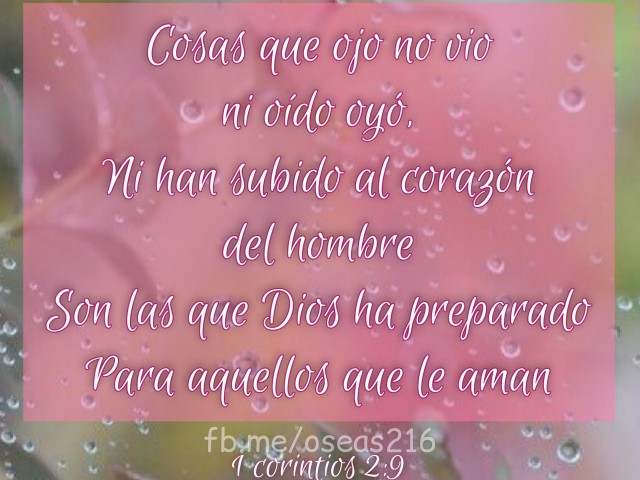 Cosas que ojo no vio
ni oído oyó,
Ni han subido al corazón
del hombre
Son las que Dios ha preparado
Para aquellos que le aman
fb.me/oseas216
1 corintios 2:9